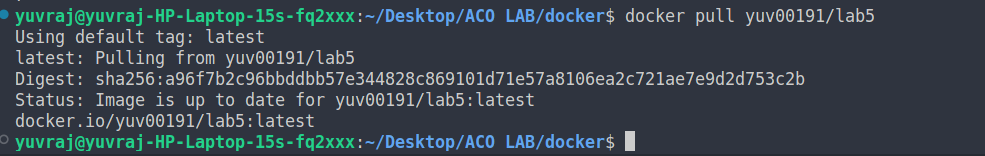 yuvraj@yuvraj-HP-Laptop-15s-fq2xxx:~/Desktop/ACO LAB/docker$ docker pull yuv00191/lab5
Using default tag: latest
latest: Pulling from yuv00191/lab5
Digest: sha256:a96f7b2c96bbddbb57e344828c869101d71e57a8106ea2c721ae7e9d2d753c2b
Status: Image is up to date for yuv00191/lab5:latest
docker.io/yuv00191/lab5:latest
yuvraj@yuvraj-HP-Laptop-15s-fq2xxx:~/Desktop/ACO LAB/docker$